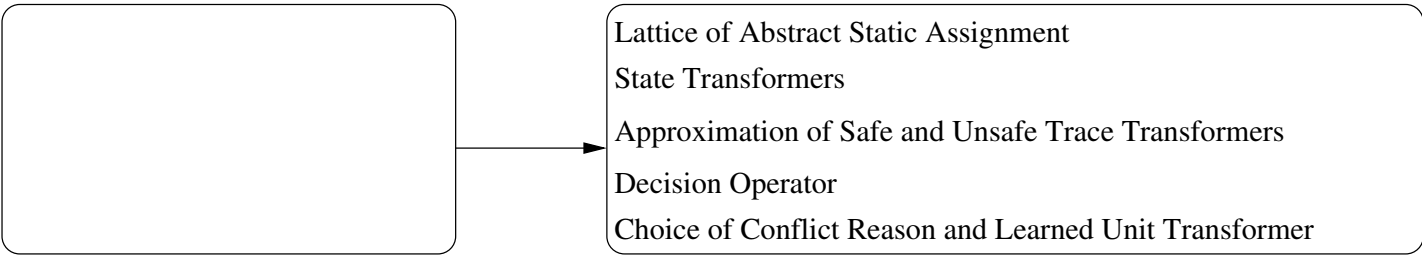 Lattice of Abstract Static Assignment
State Transformers
Approximation of Safe and Unsafe Trace Transformers
Decision Operator
Choice of Conflict Reason and Learned Unit Transformer